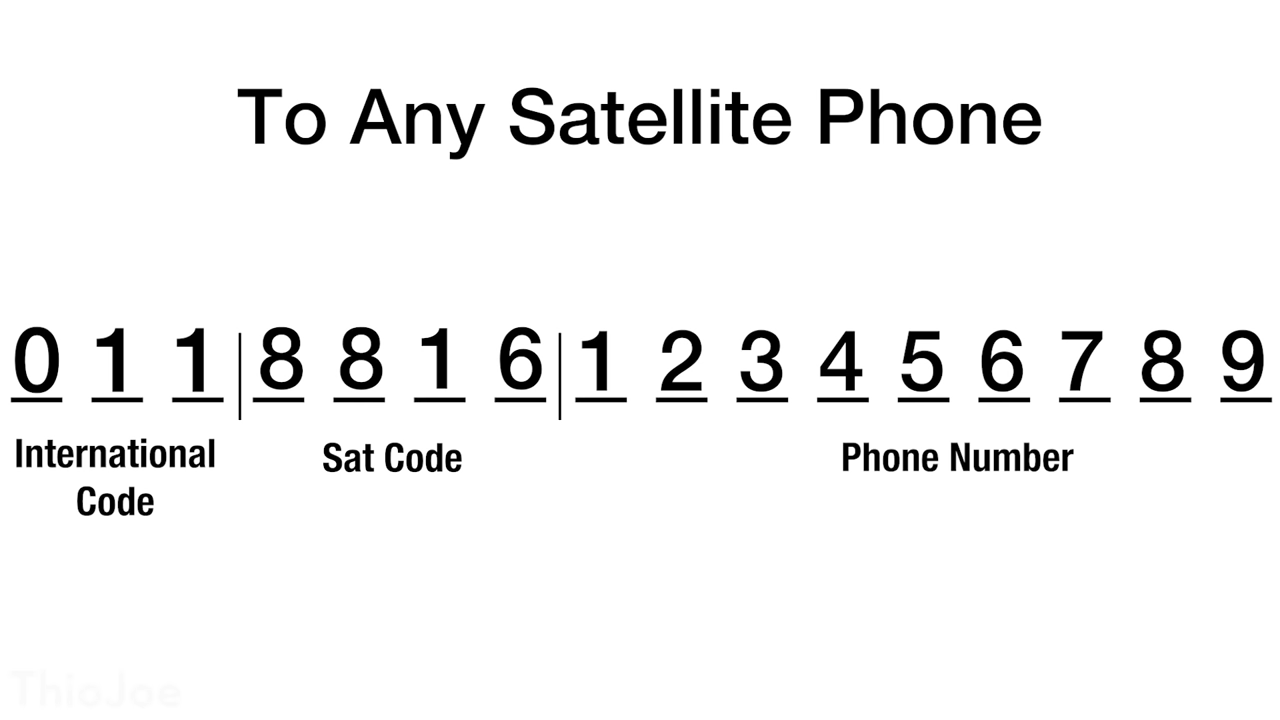 To Any Satellite Phone
0 1 1 | 8 8 1 6 | 1 2 3 4 5 6 7 8 9
International Code
Sat Code
Phone Number
ThioJoe